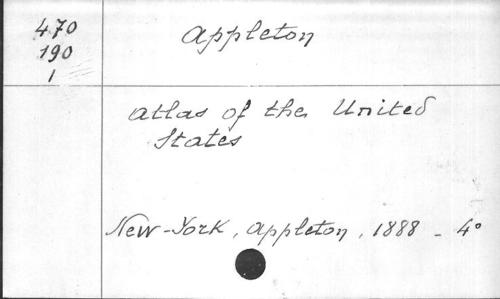 470
190
1
Appleton
Atlas of the United
States
New-York, Appleton, 1888 - 4°